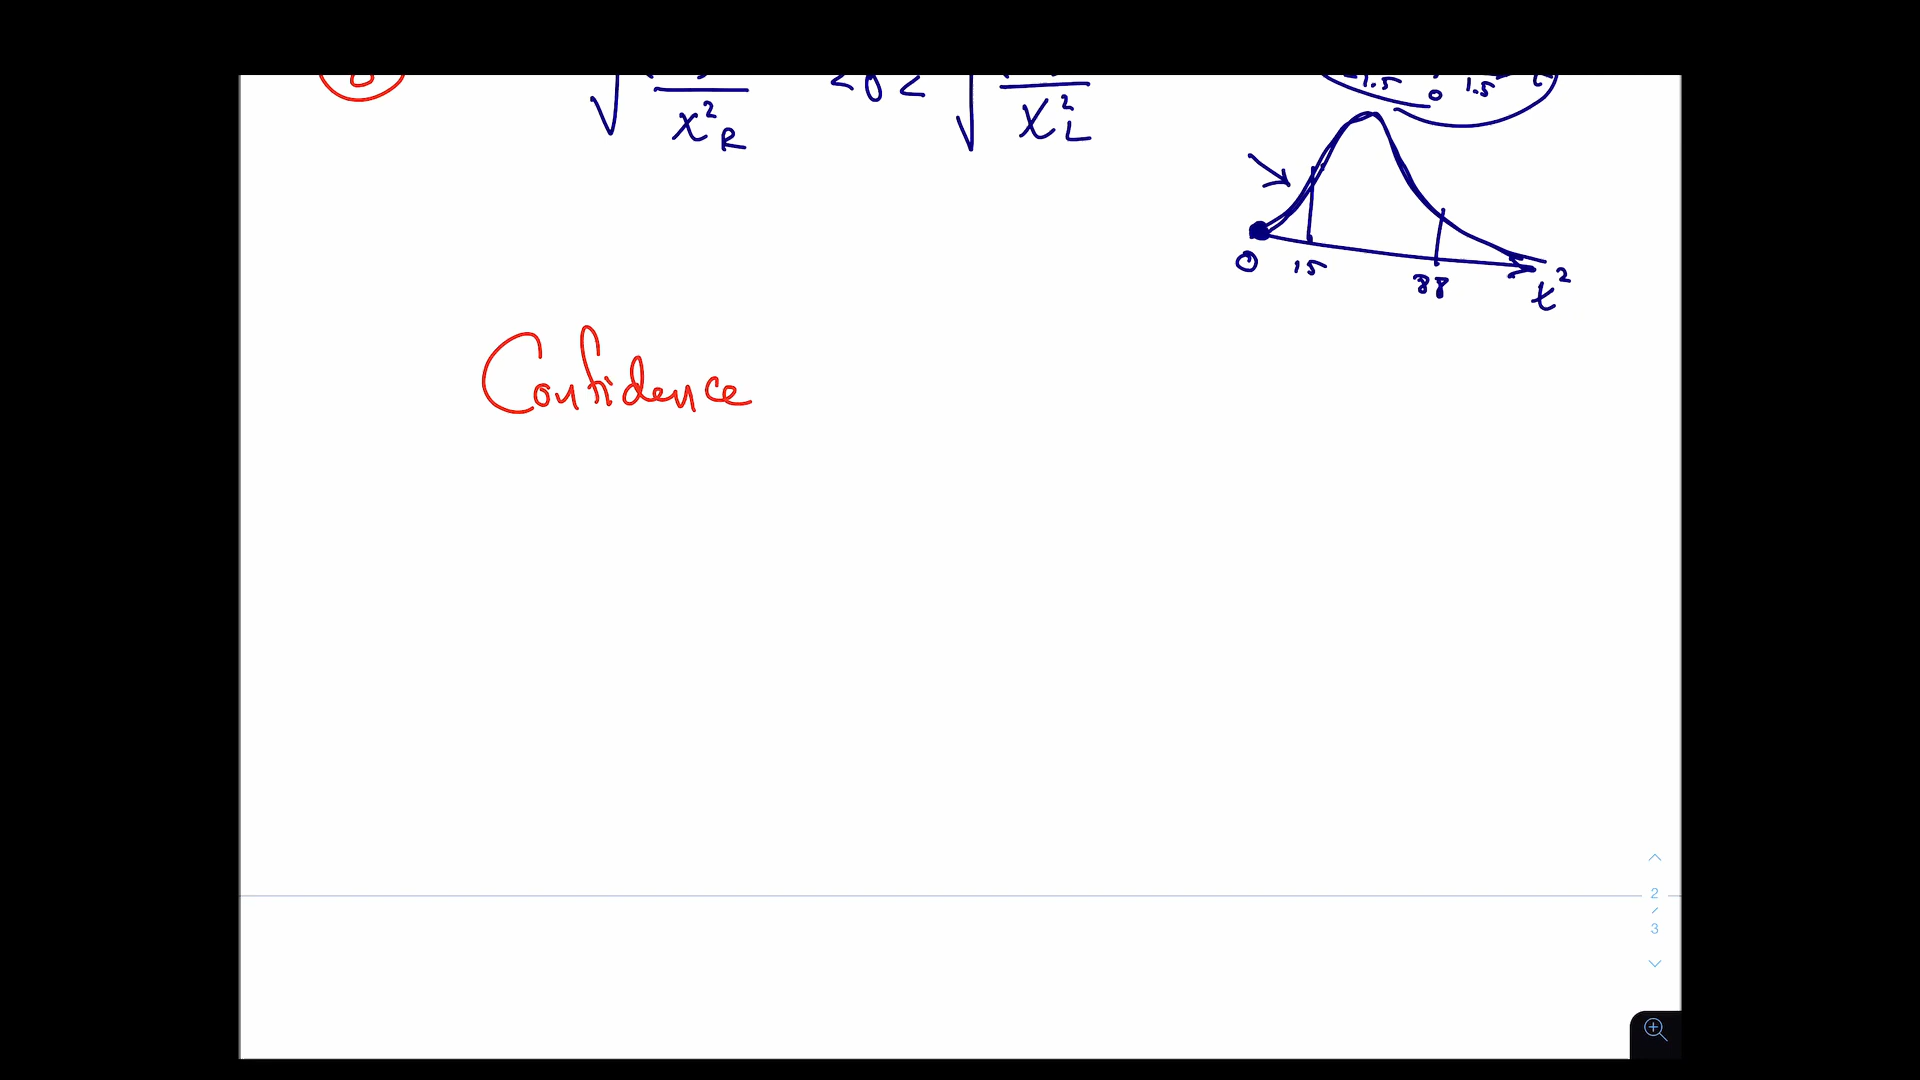 < σ <
χ²R
χ²L
-1.5 0 1.5 t
0 15 38 t²
Confidence
2
/
3